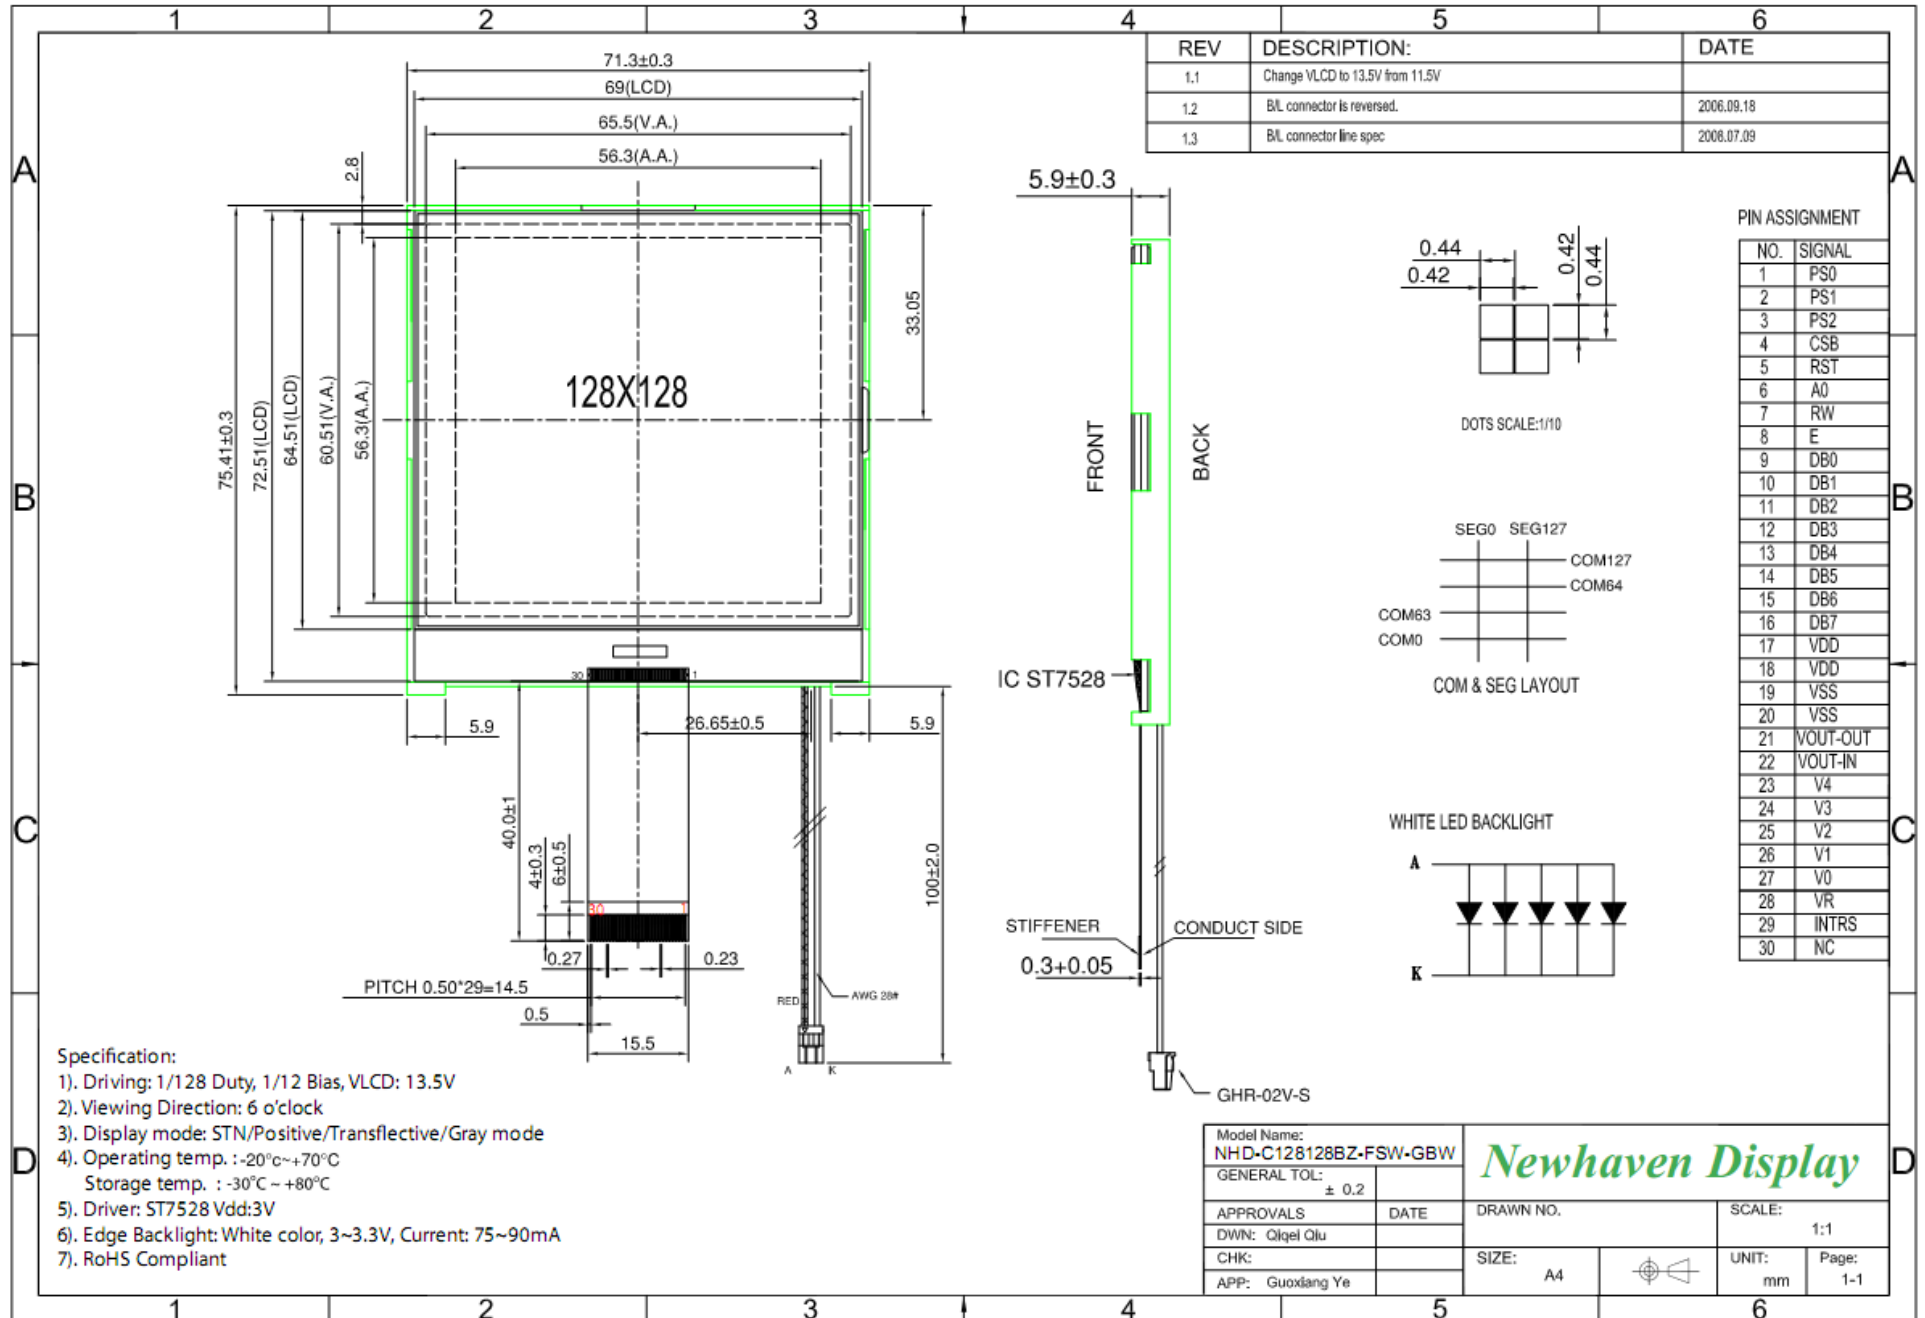 1 2 3 4 5 6
REV DESCRIPTION: DATE
1.1 Change VLCD to 13.5V from 11.5V
1.2 B/L connector is reversed. 2006.09.18
1.3 B/L connector line spec 2008.07.09
A
A
B
B
C
C
D
D
71.3±0.3
69(LCD)
65.5(V.A.)
56.3(A.A.)
2.8
33.05
75.41±0.3
72.51(LCD)
64.51(LCD)
60.51(V.A.)
56.3(A.A.)
128X128
30 1
5.9
26.65±0.5
5.9
40.0±1
4±0.3
6±0.5
100±2.0
30 1
0.27
0.23
PITCH 0.50*29=14.5
0.5
15.5
RED
AWG 28#
A K
5.9±0.3
FRONT
BACK
IC ST7528
STIFFENER
CONDUCT SIDE
0.3+0.05
GHR-02V-S
0.44
0.42
0.42
0.44
DOTS SCALE:1/10
SEG0 SEG127
COM127
COM64
COM63
COM0
COM & SEG LAYOUT
WHITE LED BACKLIGHT
A
K
PIN ASSIGNMENT
NO. SIGNAL
1 PS0
2 PS1
3 PS2
4 CSB
5 RST
6 A0
7 RW
8 E
9 DB0
10 DB1
11 DB2
12 DB3
13 DB4
14 DB5
15 DB6
16 DB7
17 VDD
18 VDD
19 VSS
20 VSS
21 VOUT-OUT
22 VOUT-IN
23 V4
24 V3
25 V2
26 V1
27 V0
28 VR
29 INTRS
30 NC
Specification:
1). Driving: 1/128 Duty, 1/12 Bias, VLCD: 13.5V
2). Viewing Direction: 6 o'clock
3). Display mode: STN/Positive/Transflective/Gray mode
4). Operating temp. :-20°c~+70°C
Storage temp. : -30°C ~ +80°C
5). Driver: ST7528 Vdd:3V
6). Edge Backlight: White color, 3~3.3V, Current: 75~90mA
7). RoHS Compliant
Model Name:
NHD-C128128BZ-FSW-GBW
GENERAL TOL:
± 0.2
APPROVALS DATE
DWN: Qiqei Qiu
CHK:
APP: Guoxiang Ye
Newhaven Display
DRAWN NO.
SCALE:
1:1
SIZE:
A4
UNIT:
mm
Page:
1-1
1 2 3 4 5 6